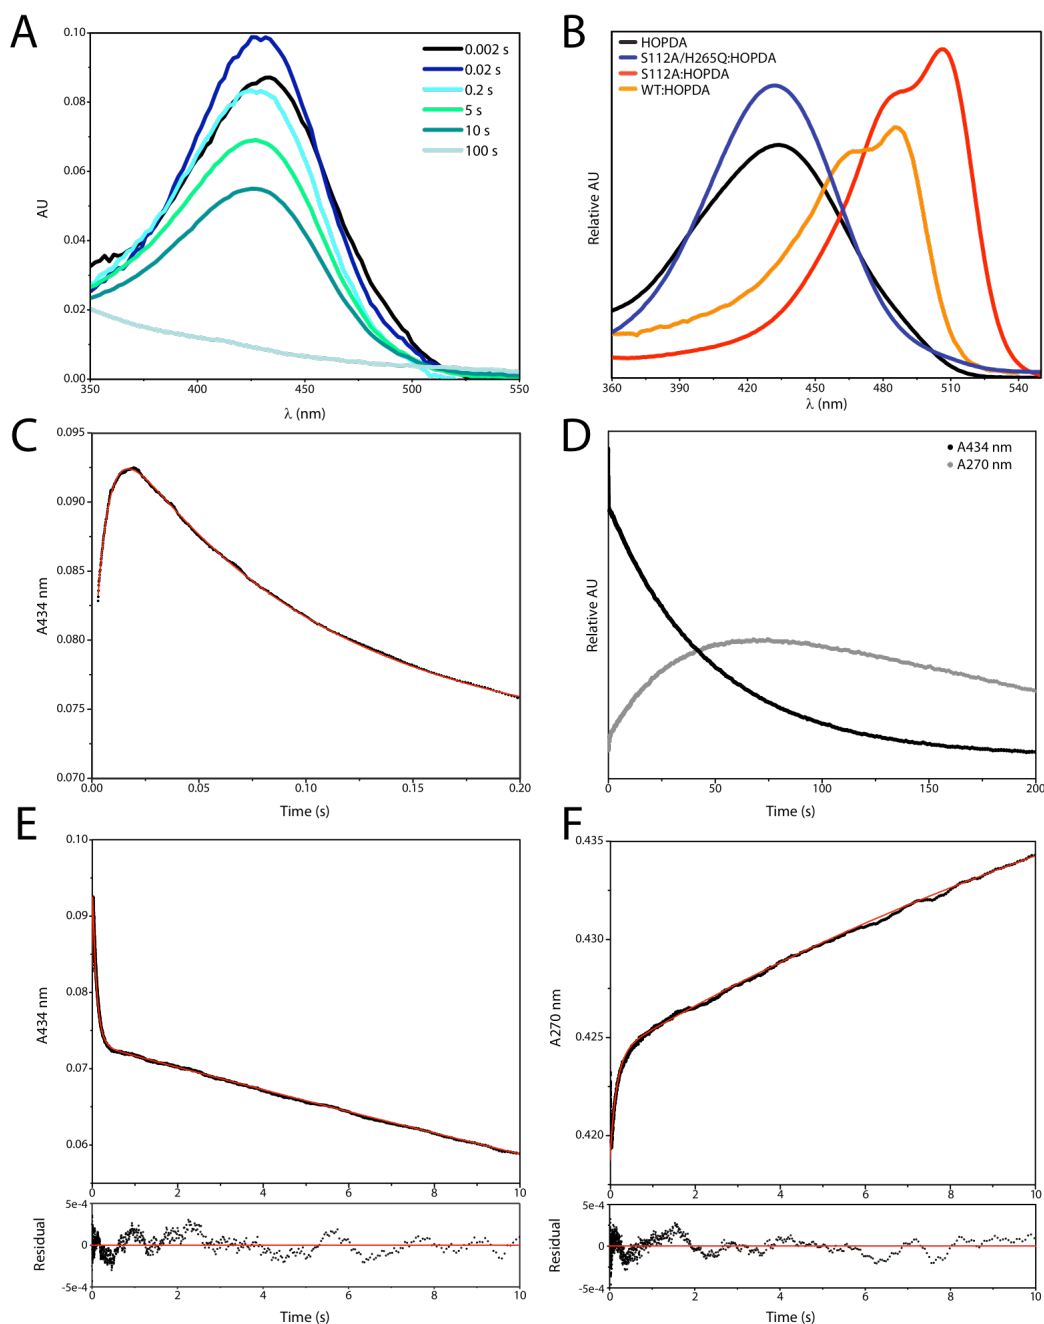 A
0.10
0.08
0.06
0.04
0.02
0.00
AU
350
400
450
500
550
λ (nm)
0.002 s
0.02 s
0.2 s
5 s
10 s
100 s
B
Relative AU
360
390
420
450
480
510
540
λ (nm)
HOPDA
S112A/H265Q:HOPDA
S112A:HOPDA
WT:HOPDA
C
0.095
0.090
0.085
0.080
0.075
0.070
A434 nm
0.00
0.05
0.10
0.15
0.20
Time (s)
D
A434 nm
A270 nm
Relative AU
0
50
100
150
200
Time (s)
E
0.10
0.09
0.08
0.07
0.06
A434 nm
0
2
4
6
8
10
5e-4
0
-5e-4
Residual
0
2
4
6
8
10
Time (s)
F
0.435
0.430
0.425
0.420
A270 nm
0
2
4
6
8
10
5e-4
0
-5e-4
Residual
0
2
4
6
8
10
Time (s)